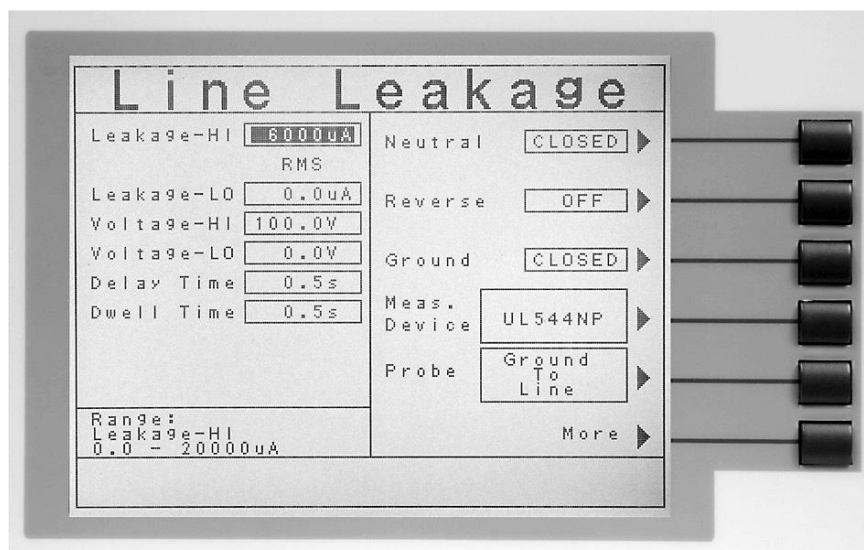 Line Leakage
Leakage-HI 6000uA
RMS
Leakage-LO 0.0uA
Voltage-HI 100.0V
Voltage-LO 0.0V
Delay Time 0.5s
Dwell Time 0.5s
Neutral CLOSED
Reverse OFF
Ground CLOSED
Meas.
Device UL544NP
Probe Ground
To
Line
More
Range:
Leakage-HI
0.0 - 20000uA